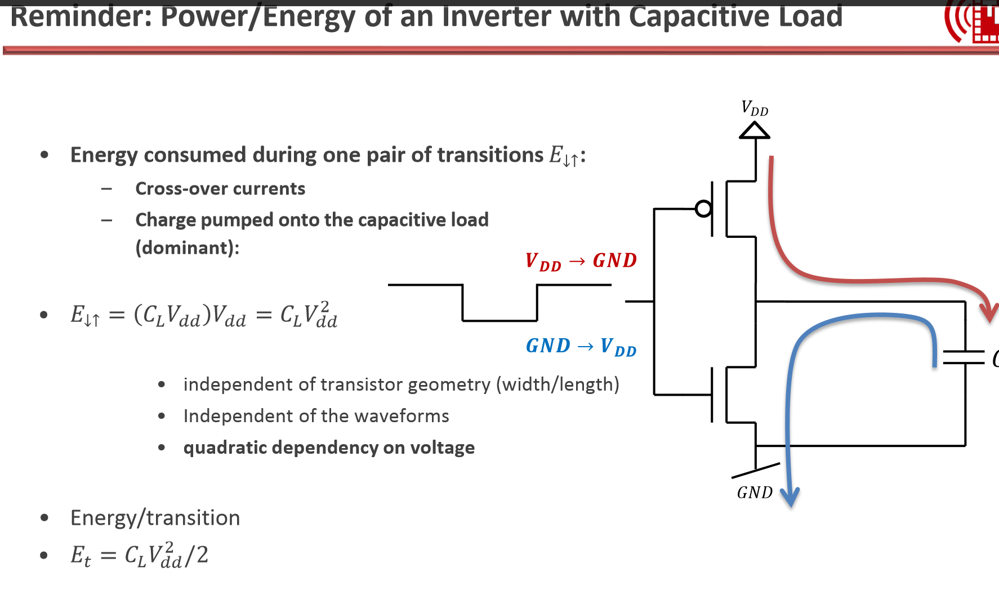 Reminder: Power/Energy of an Inverter with Capacitive Load
V_DD
• Energy consumed during one pair of transitions E_↓↑:
– Cross-over currents
– Charge pumped onto the capacitive load
(dominant):
V_DD → GND
• E_↓↑ = (C_L V_dd)V_dd = C_L V_dd^2
GND → V_DD
• independent of transistor geometry (width/length)
• Independent of the waveforms
• quadratic dependency on voltage
GND
• Energy/transition
• E_t = C_L V_dd^2/2